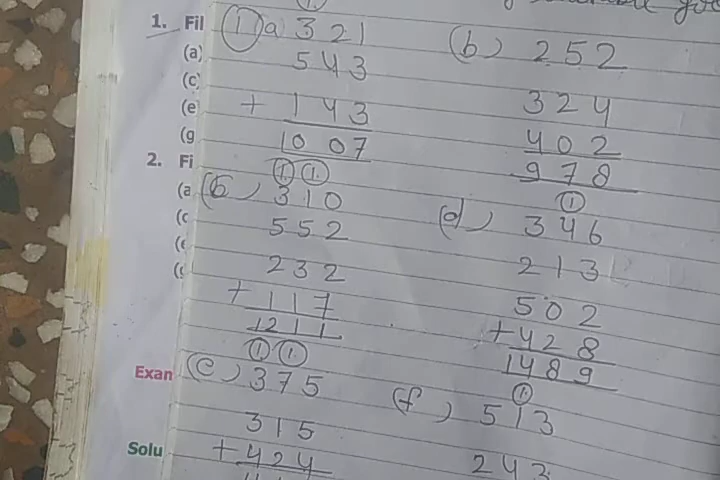 1. Fil
(a)
(c)
(e)
(g
2. Fi
(a
(c
(e
Exan
Solu
① a) 321
543
+ 143
1007
(b) 252
324
402
978
① ①
(c) 310
552
232
+ 117
1211
①
(d) 346
213
502
+ 428
1489
① ①
(e) 375
315
+ 424
①
(f) 513
243